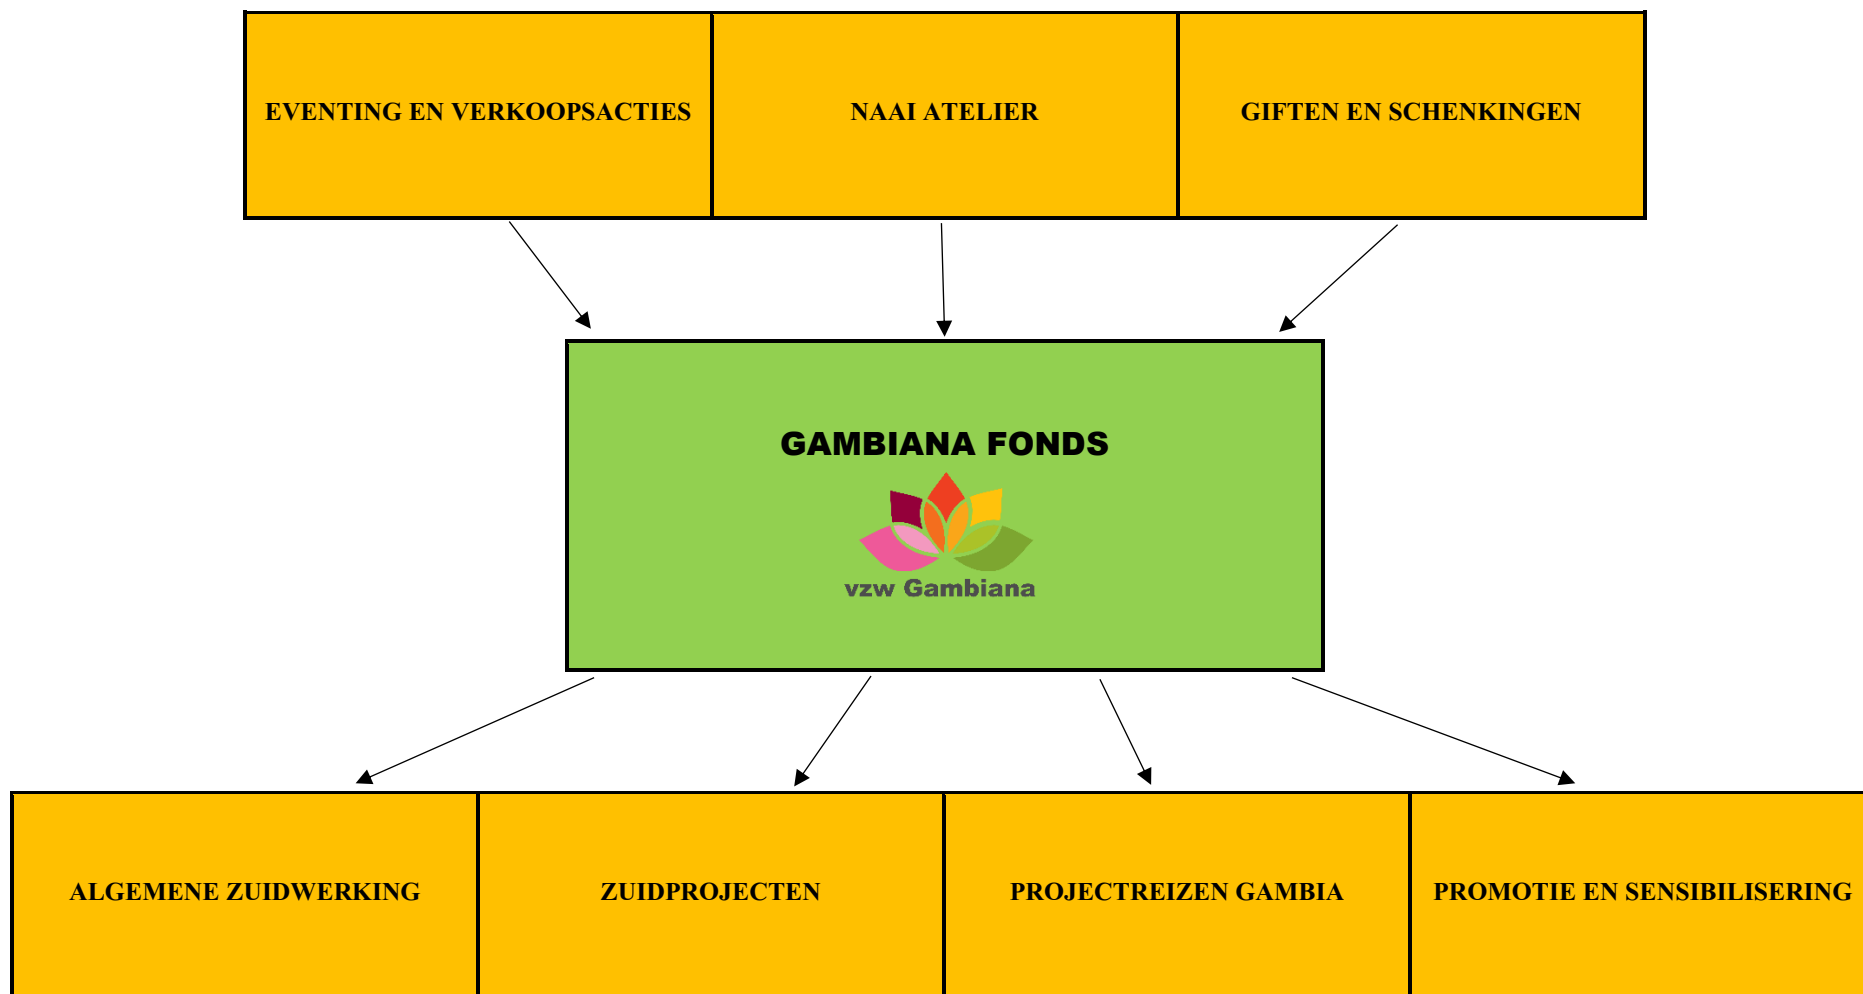 EVENTING EN VERKOOPSACTIES
NAAI ATELIER
GIFTEN EN SCHENKINGEN
GAMBIANA FONDS
vzw Gambiana
ALGEMENE ZUIDWERKING
ZUIDPROJECTEN
PROJECTREIZEN GAMBIA
PROMOTIE EN SENSIBILISERING